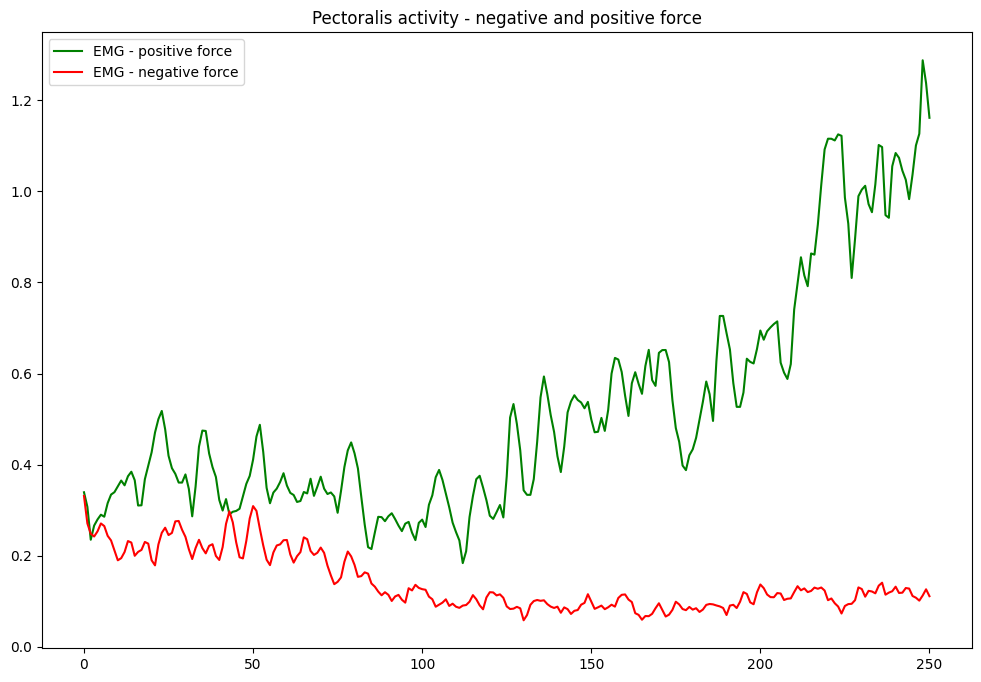 Pectoralis activity - negative and positive force
EMG - positive force
EMG - negative force
1.2
1.0
0.8
0.6
0.4
0.2
0.0
0 50 100 150 200 250